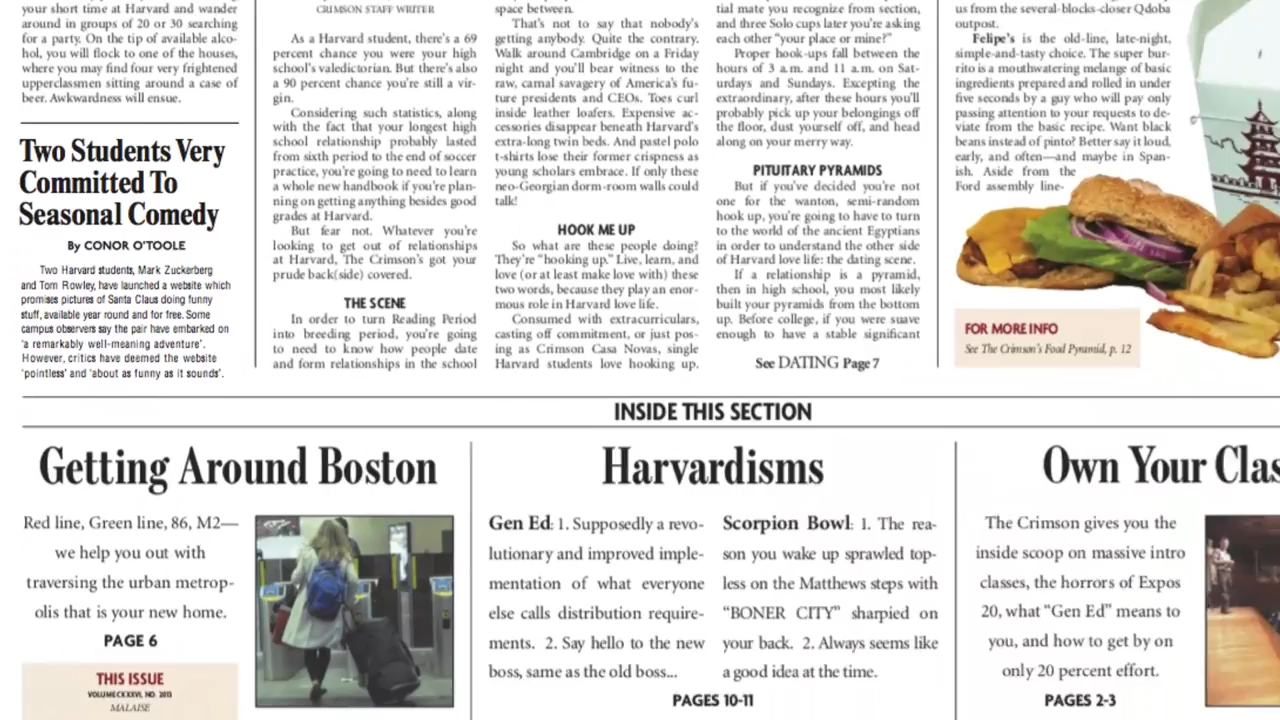 your short time at Harvard and wander
around in groups of 20 or 30 searching
for a party. On the tip of available alco-
hol, you will flock to one of the houses,
where you may find four very frightened
upperclassmen sitting around a case of
beer. Awkwardness will ensue.
Two Students Very
Committed To
Seasonal Comedy
By CONOR O'TOOLE
Two Harvard students, Mark Zuckerberg
and Tom Rowley, have launched a website which
promises pictures of Santa Claus doing funny
stuff, available year round and for free. Some
campus observers say the pair have embarked on
'a remarkably well-meaning adventure'.
However, critics have deemed the website
'pointless' and 'about as funny as it sounds'.
CRIMSON STAFF WRITER
As a Harvard student, there's a 69
percent chance you were your high
school's valedictorian. But there's also
a 90 percent chance you're still a vir-
gin.
Considering such statistics, along
with the fact that your longest high
school relationship probably lasted
from sixth period to the end of soccer
practice, you're going to need to learn
a whole new handbook if you're plan-
ning on getting anything besides good
grades at Harvard.
But fear not. Whatever you're
looking to get out of relationships
at Harvard, The Crimson's got your
prude back(side) covered.
THE SCENE
In order to turn Reading Period
into breeding period, you're going
to need to know how people date
and form relationships in the school
space between.
That's not to say that nobody's
getting anybody. Quite the contrary.
Walk around Cambridge on a Friday
night and you'll bear witness to the
raw, camal savagery of America's fu-
ture presidents and CEOs. Toes curl
inside leather loafers. Expensive ac-
cessories disappear beneath Harvard's
extra-long twin beds. And pastel polo
t-shirts lose their former crispness as
young scholars embrace. If only these
neo-Georgian dorm-room walls could
talk!
HOOK ME UP
So what are these people doing?
They're "hooking up." Live, learn, and
love (or at least make love with) these
two words, because they play an enor-
mous role in Harvard love life.
Consumed with extracurriculars,
casting off commitment, or just pos-
ing as Crimson Casa Novas, single
Harvard students love hooking up.
tial mate you recognize from section,
and three Solo cups later you're asking
each other "your place or mine?"
Proper hook-ups fall between the
hours of 3 a.m. and 11 a.m. on Sat-
urdays and Sundays. Excepting the
extraordinary, after these hours you'll
probably pick up your belongings off
the floor, dust yourself off, and head
along on your merry way.
PITUITARY PYRAMIDS
But if you've decided you're not
one for the wanton, semi-random
hook up, you're going to have to turn
to the world of the ancient Egyptians
in order to understand the other side
of Harvard love life: the dating scene.
If a relationship is a pyramid,
then in high school, you most likely
built your pyramids from the bottom
up. Before college, if you were suave
enough to have a stable significant
See DATING Page 7
us from the several-blocks-closer Qdoba
outpost.
Felipe's is the old-line, late-night,
simple-and-tasty choice. The super bur-
rito is a mouthwatering melange of basic
ingredients prepared and rolled in under
five seconds by a guy who will pay only
passing attention to your requests to de-
viate from the basic recipe. Want black
beans instead of pinto? Better say it loud,
early, and often—and maybe in Span-
ish. Aside from the
Ford assembly line-
FOR MORE INFO
See The Crimson's Food Pyramid, p. 12
INSIDE THIS SECTION
Getting Around Boston
Red line, Green line, 86, M2—
we help you out with
traversing the urban metrop-
olis that is your new home.
PAGE 6
THIS ISSUE
VOLUME CXXXVI, NO. 2013
MALAISE
Harvardisms
Gen Ed: 1. Supposedly a revo-
lutionary and improved imple-
mentation of what everyone
else calls distribution require-
ments. 2. Say hello to the new
boss, same as the old boss...
Scorpion Bowl: 1. The rea-
son you wake up sprawled top-
less on the Matthews steps with
"BONER CITY" sharpied on
your back. 2. Always seems like
a good idea at the time.
PAGES 10-11
Own Your Clas
The Crimson gives you the
inside scoop on massive intro
classes, the horrors of Expos
20, what "Gen Ed" means to
you, and how to get by on
only 20 percent effort.
PAGES 2-3